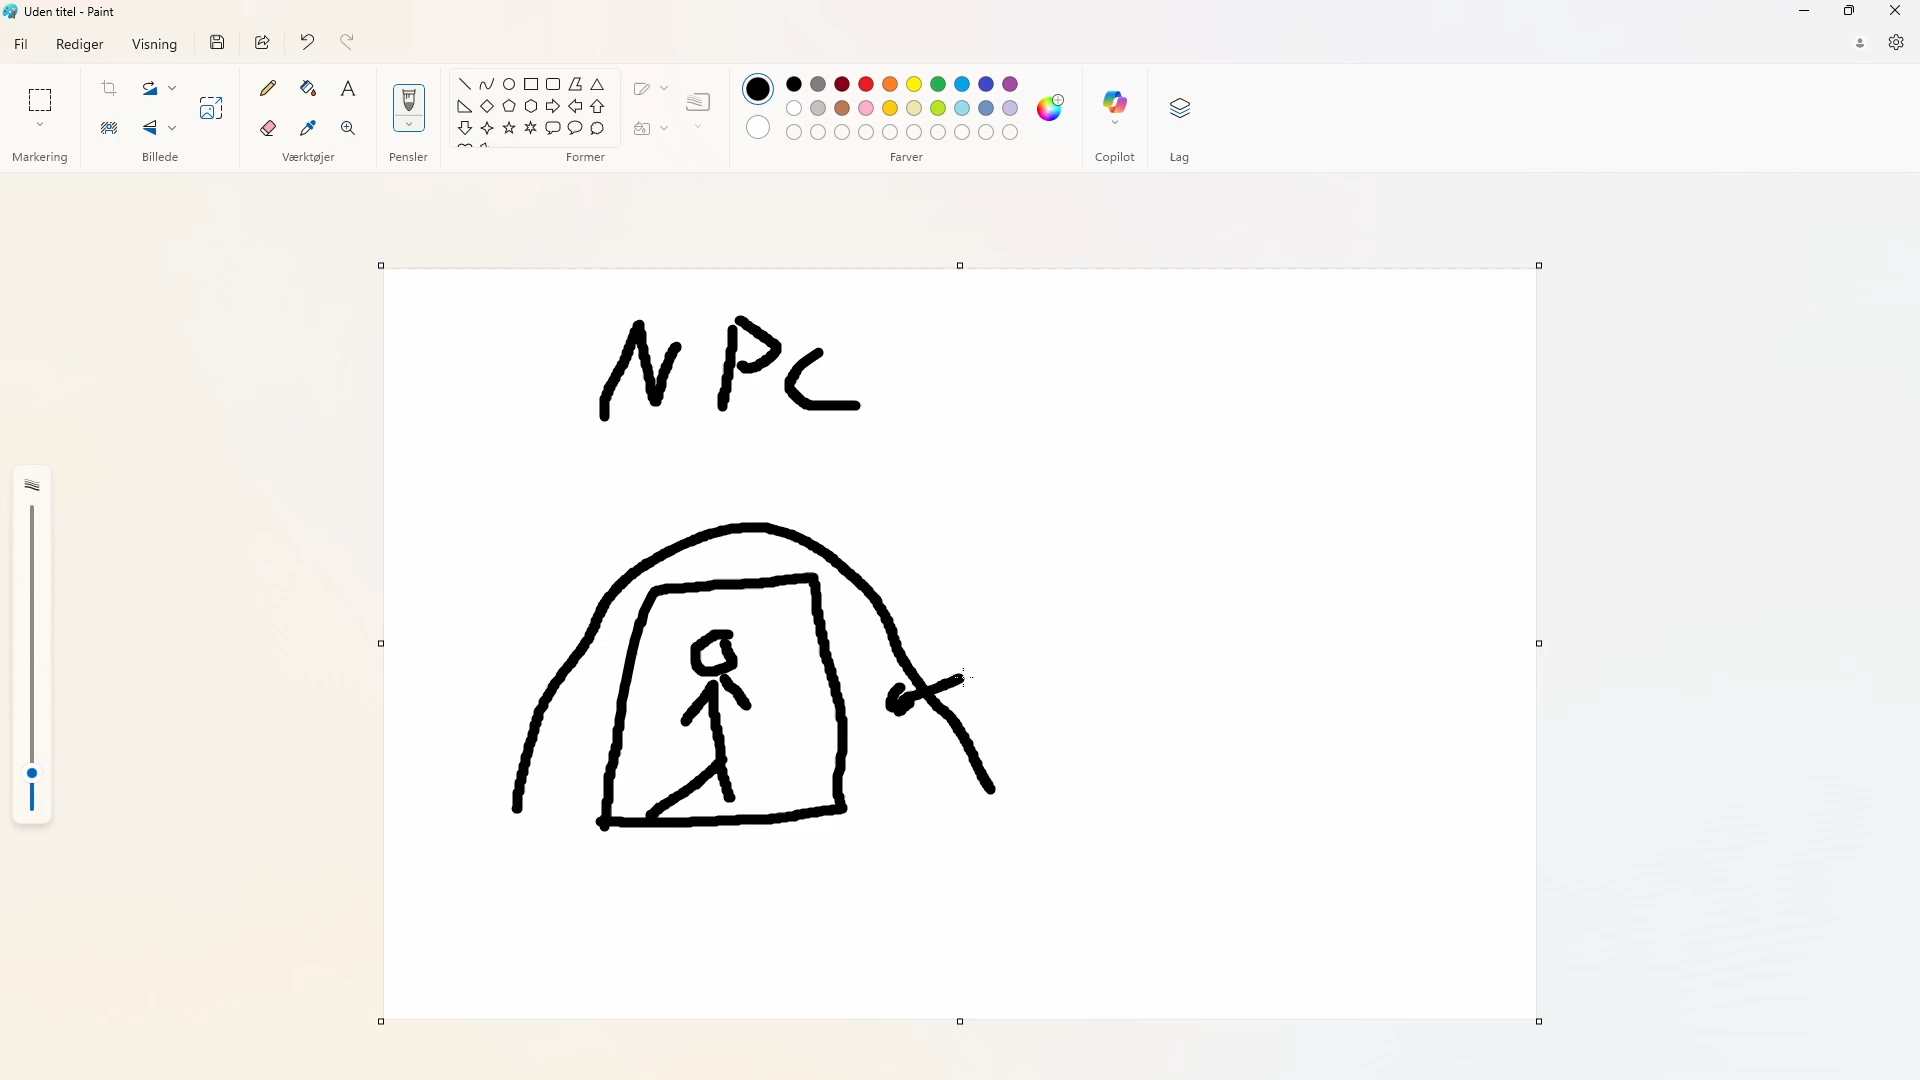 Uden titel - Paint
Fil Rediger Visning
Markering Billede Værktøjer Pensler Former Farver Copilot Lag
NPC